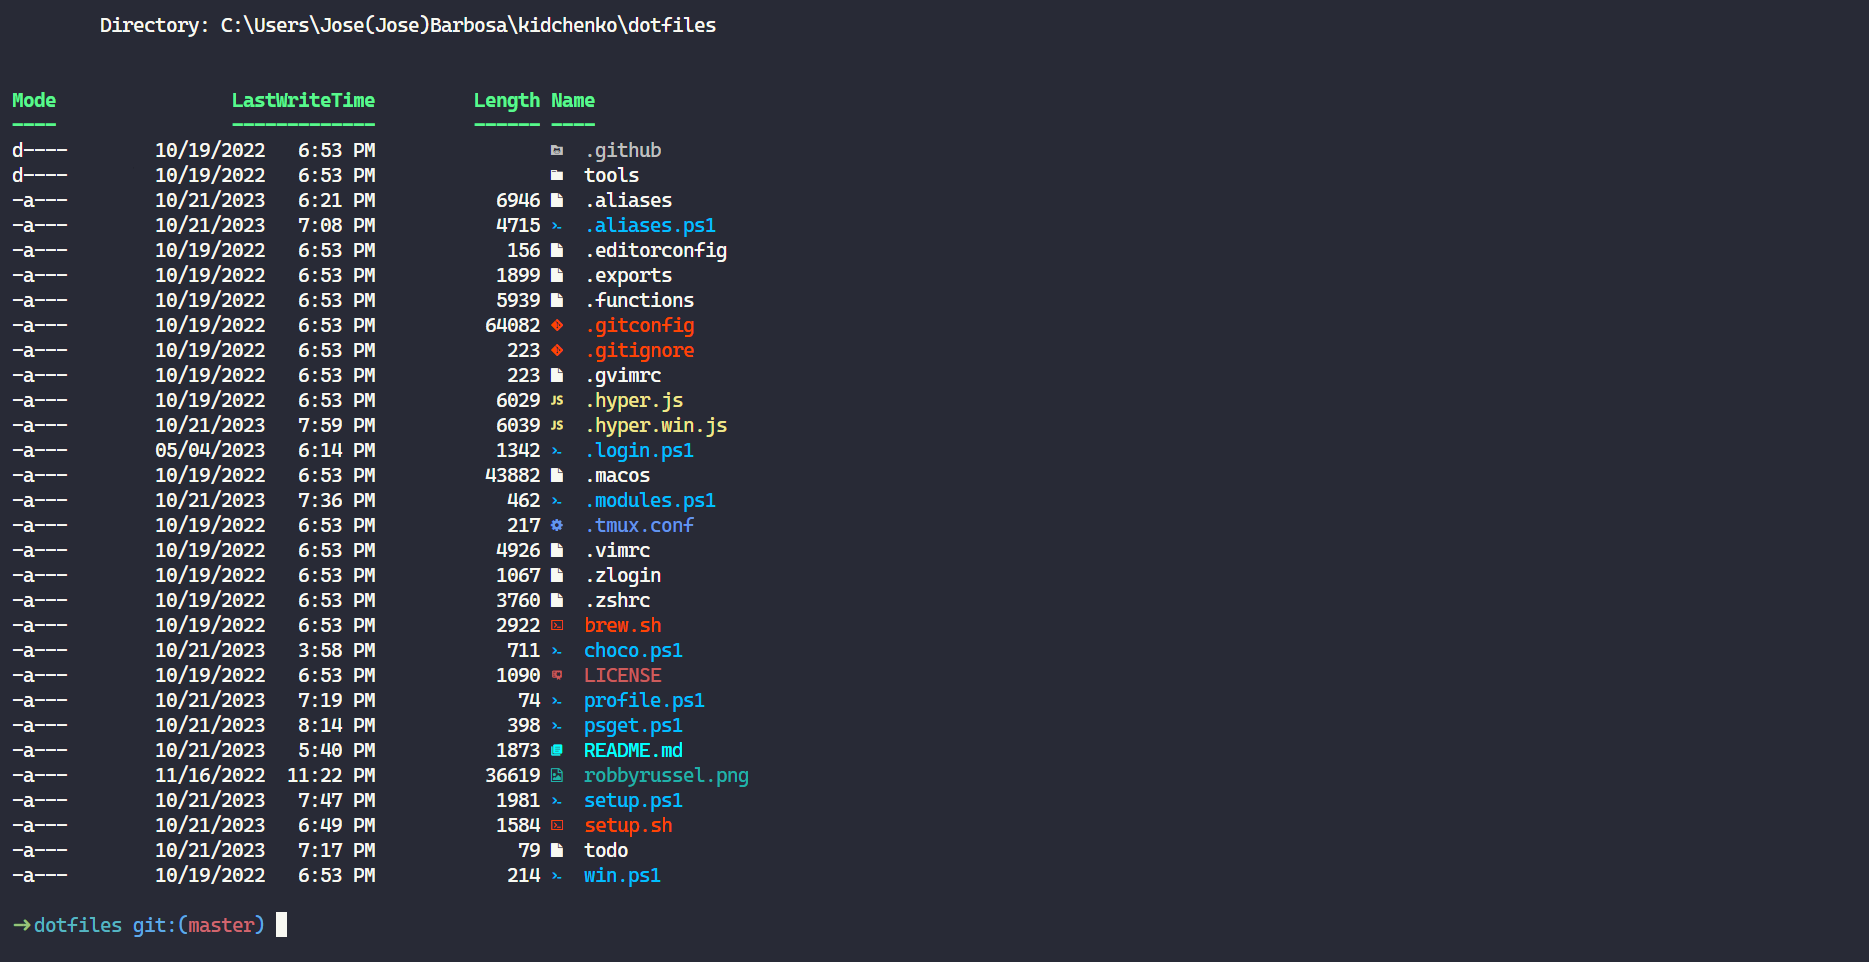 Directory: C:\Users\Jose(Jose)Barbosa\kidchenko\dotfiles
Mode LastWriteTime Length Name
---- ------------- ------ ----
d---- 10/19/2022 6:53 PM .github
d---- 10/19/2022 6:53 PM tools
-a--- 10/21/2023 6:21 PM 6946 .aliases
-a--- 10/21/2023 7:08 PM 4715 .aliases.ps1
-a--- 10/19/2022 6:53 PM 156 .editorconfig
-a--- 10/19/2022 6:53 PM 1899 .exports
-a--- 10/19/2022 6:53 PM 5939 .functions
-a--- 10/19/2022 6:53 PM 64082 .gitconfig
-a--- 10/19/2022 6:53 PM 223 .gitignore
-a--- 10/19/2022 6:53 PM 223 .gvimrc
-a--- 10/19/2022 6:53 PM 6029 JS .hyper.js
-a--- 10/21/2023 7:59 PM 6039 JS .hyper.win.js
-a--- 05/04/2023 6:14 PM 1342 .login.ps1
-a--- 10/19/2022 6:53 PM 43882 .macos
-a--- 10/21/2023 7:36 PM 462 .modules.ps1
-a--- 10/19/2022 6:53 PM 217 .tmux.conf
-a--- 10/19/2022 6:53 PM 4926 .vimrc
-a--- 10/19/2022 6:53 PM 1067 .zlogin
-a--- 10/19/2022 6:53 PM 3760 .zshrc
-a--- 10/19/2022 6:53 PM 2922 brew.sh
-a--- 10/21/2023 3:58 PM 711 choco.ps1
-a--- 10/19/2022 6:53 PM 1090 LICENSE
-a--- 10/21/2023 7:19 PM 74 profile.ps1
-a--- 10/21/2023 8:14 PM 398 psget.ps1
-a--- 10/21/2023 5:40 PM 1873 README.md
-a--- 11/16/2022 11:22 PM 36619 robbyrussel.png
-a--- 10/21/2023 7:47 PM 1981 setup.ps1
-a--- 10/21/2023 6:49 PM 1584 setup.sh
-a--- 10/21/2023 7:17 PM 79 todo
-a--- 10/19/2022 6:53 PM 214 win.ps1
➜dotfiles git:(master)